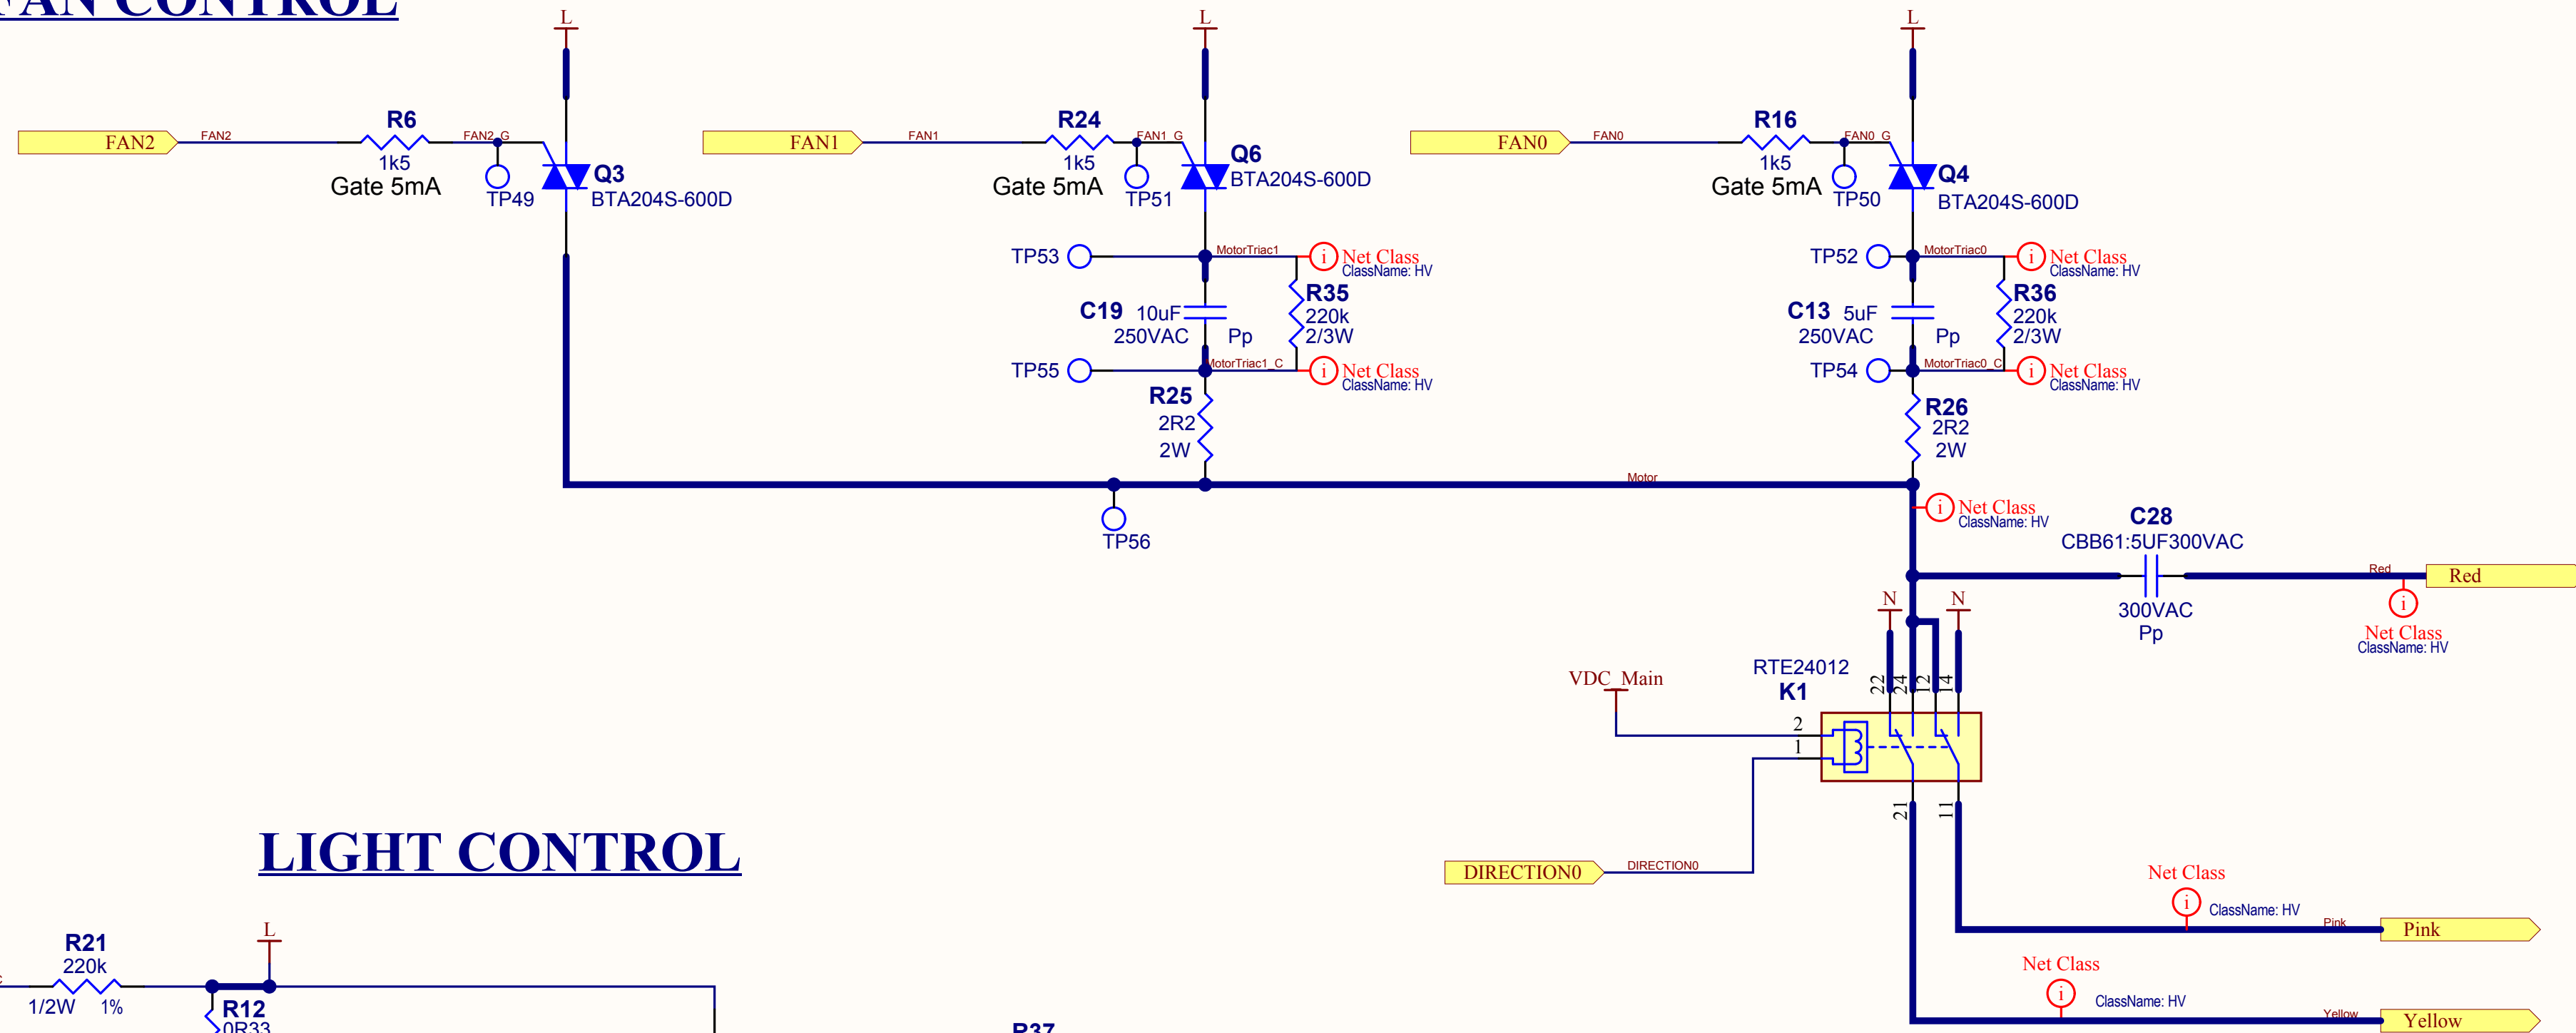 FAN CONTROL
L
L
L
FAN2
FAN2
R6
1k5
Gate 5mA
FAN2_G
TP49
Q3
BTA204S-600D
FAN1
FAN1
R24
1k5
Gate 5mA
FAN1_G
TP51
Q6
BTA204S-600D
FAN0
FAN0
R16
1k5
Gate 5mA
FAN0_G
TP50
Q4
BTA204S-600D
TP53
MotorTriac1
i Net Class
ClassName: HV
C19 10uF
250VAC Pp
R35
220k
2/3W
TP55
MotorTriac1_C
i Net Class
ClassName: HV
R25
2R2
2W
TP52
MotorTriac0
i Net Class
ClassName: HV
C13 5uF
250VAC Pp
R36
220k
2/3W
TP54
MotorTriac0_C
i Net Class
ClassName: HV
R26
2R2
2W
Motor
TP56
i Net Class
ClassName: HV
C28
CBB61:5UF300VAC
300VAC
Pp
Red
Red
i
Net Class
ClassName: HV
N
N
VDC_Main
RTE24012
K1
22
24
12
14
2
1
21
11
DIRECTION0
DIRECTION0
Net Class
i ClassName: HV
Pink
Pink
Net Class
i ClassName: HV
Yellow
Yellow
LIGHT CONTROL
L
R21
220k
1/2W 1%
R12
0R33
R37